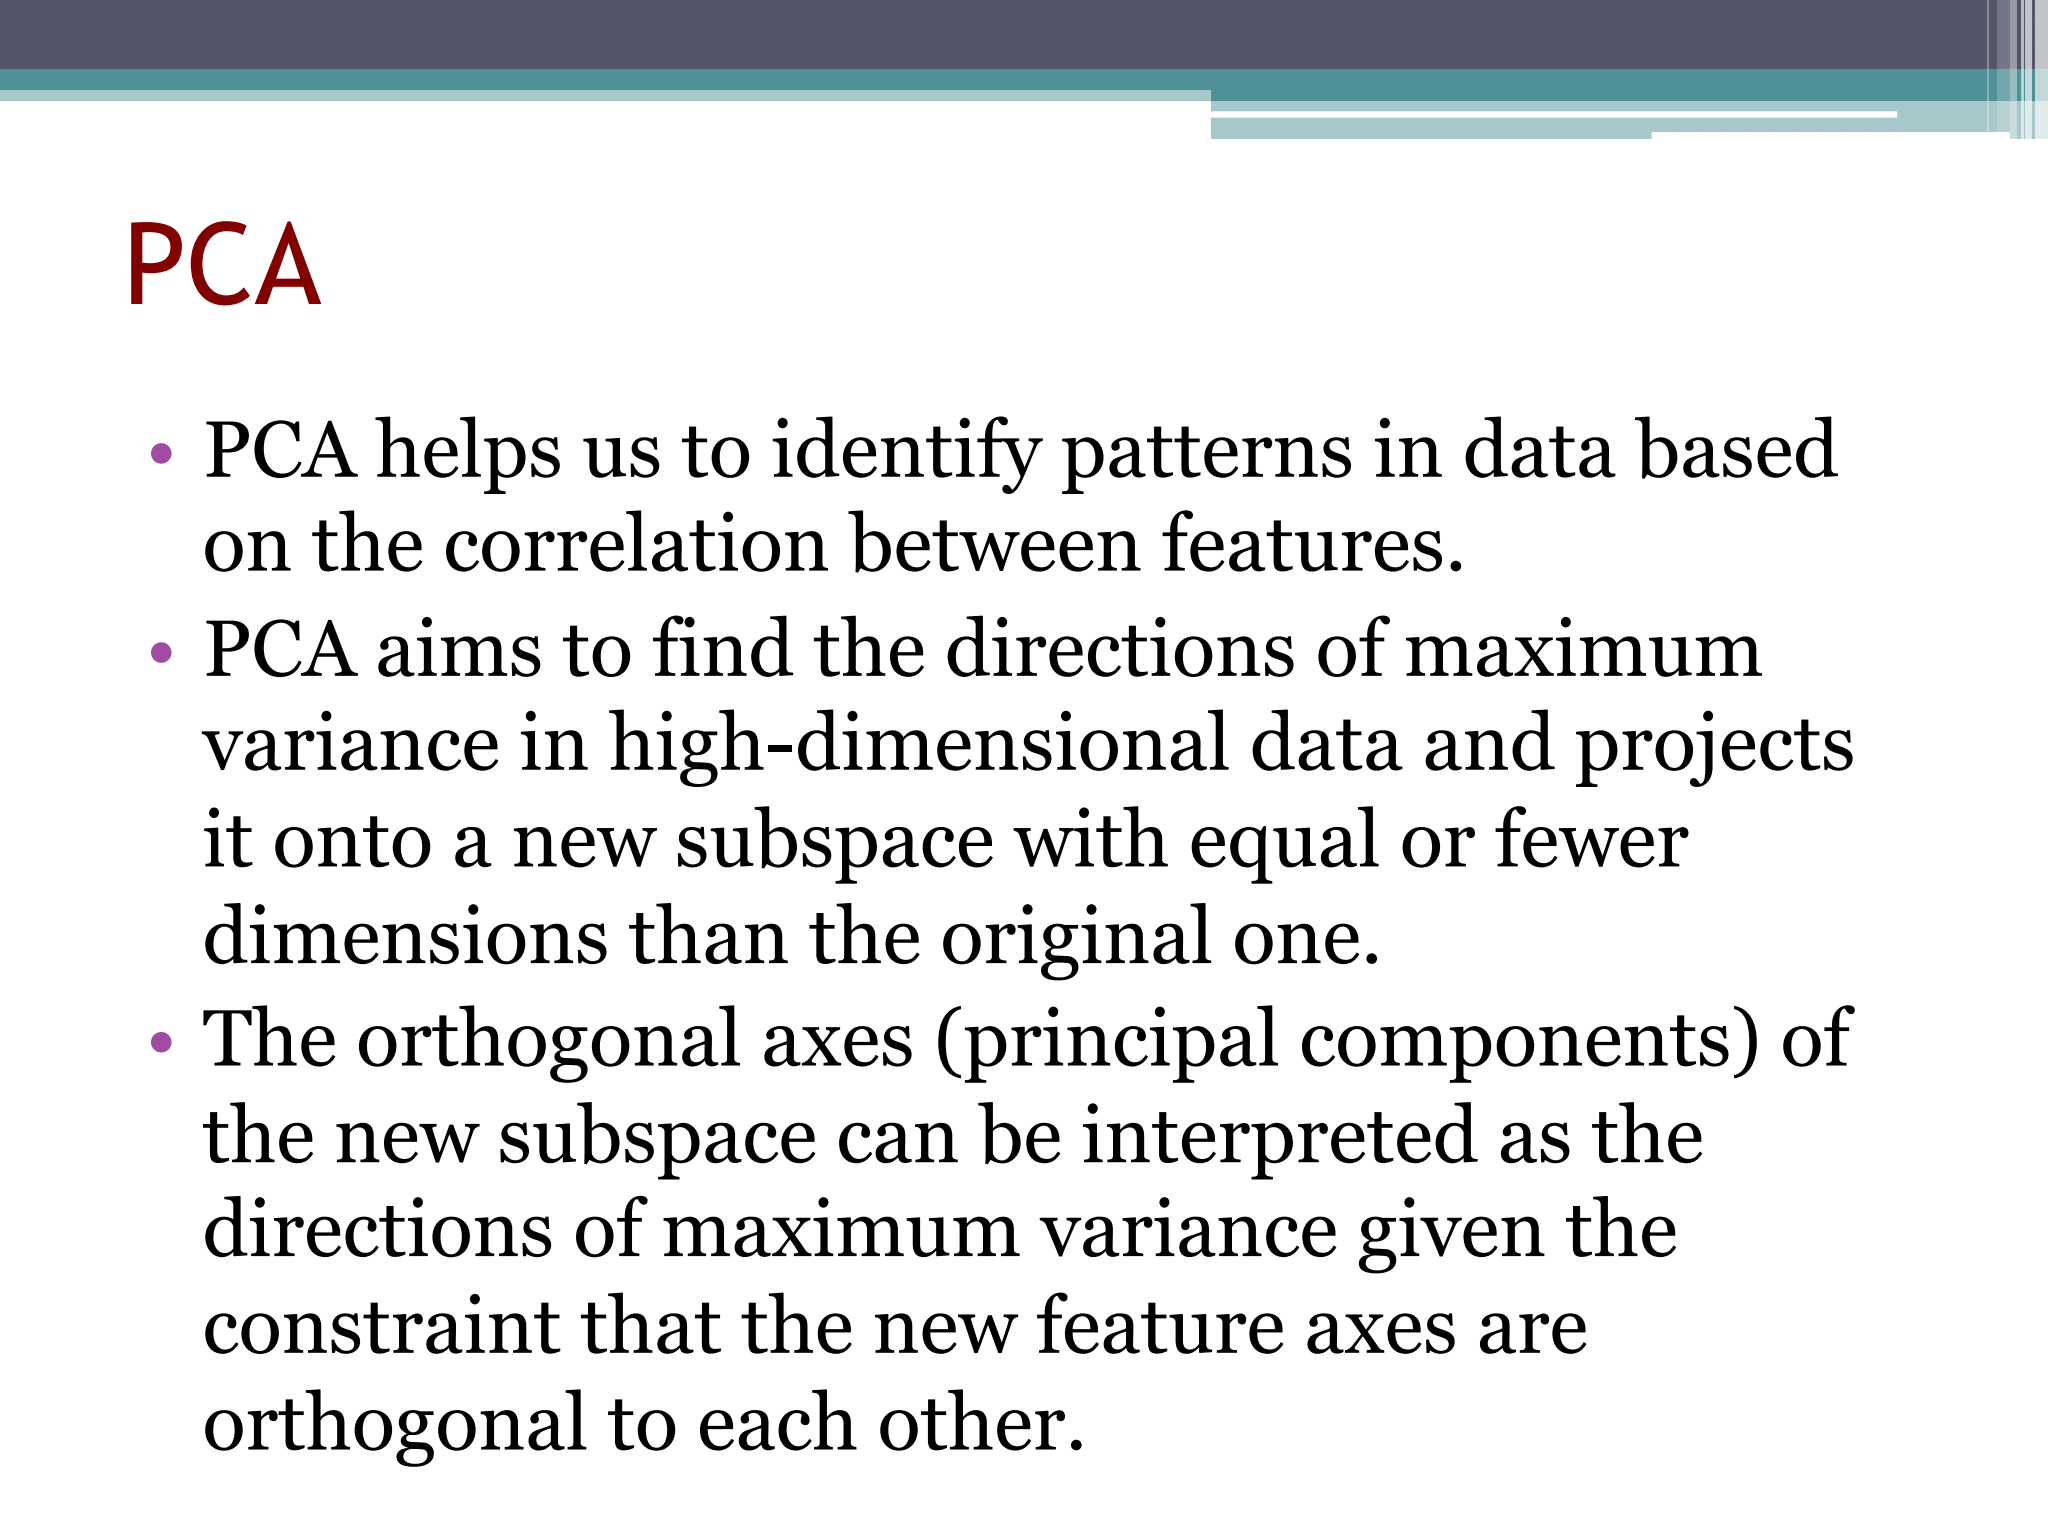 PCA
• PCA helps us to identify patterns in data based
on the correlation between features.
• PCA aims to find the directions of maximum
variance in high-dimensional data and projects
it onto a new subspace with equal or fewer
dimensions than the original one.
• The orthogonal axes (principal components) of
the new subspace can be interpreted as the
directions of maximum variance given the
constraint that the new feature axes are
orthogonal to each other.